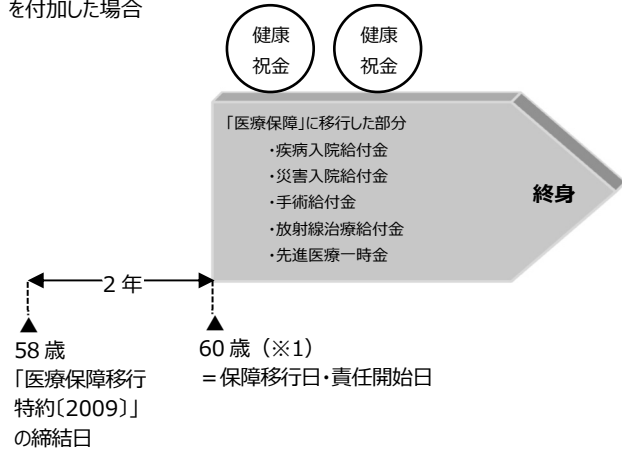 を付加した場合
健康
祝金
健康
祝金
「医療保障」に移行した部分
・疾病入院給付金
・災害入院給付金
・手術給付金
・放射線治療給付金
・先進医療一時金
終身
2 年
58 歳
「医療保障移行
特約〔2009〕」
の締結日
60 歳（※1）
＝保障移行日・責任開始日